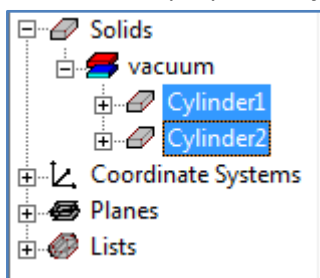 Solids
vacuum
Cylinder1
Cylinder2
Coordinate Systems
Planes
Lists